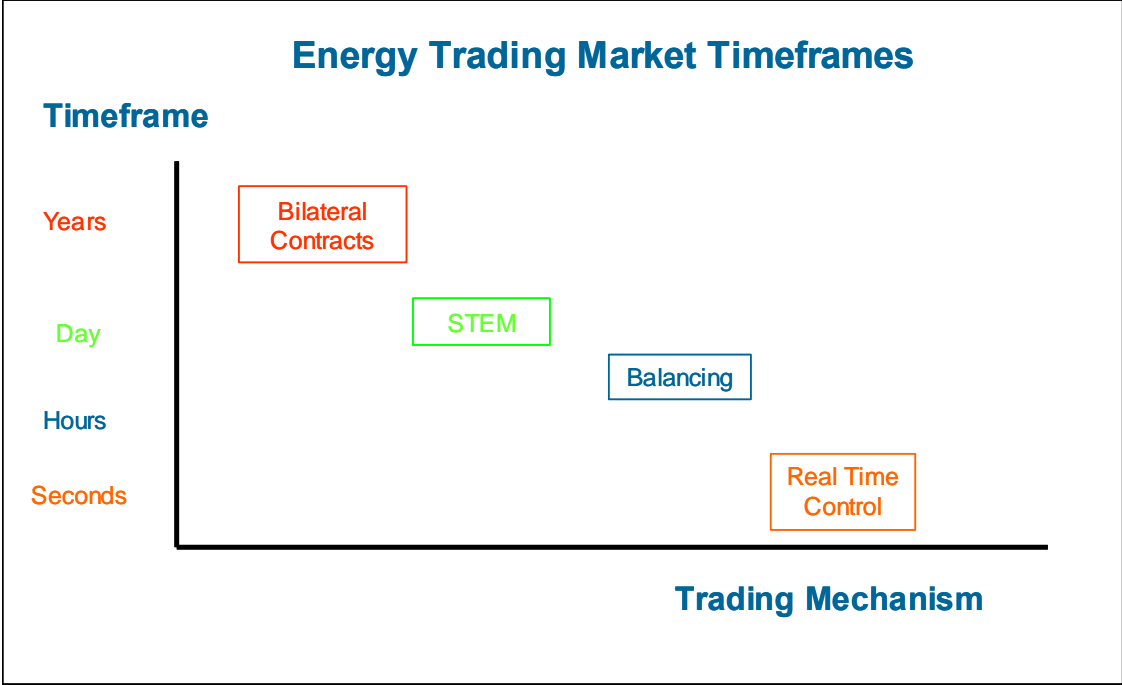 Energy Trading Market Timeframes
Timeframe
Years
Bilateral
Contracts
Day
STEM
Balancing
Hours
Seconds
Real Time
Control
Trading Mechanism